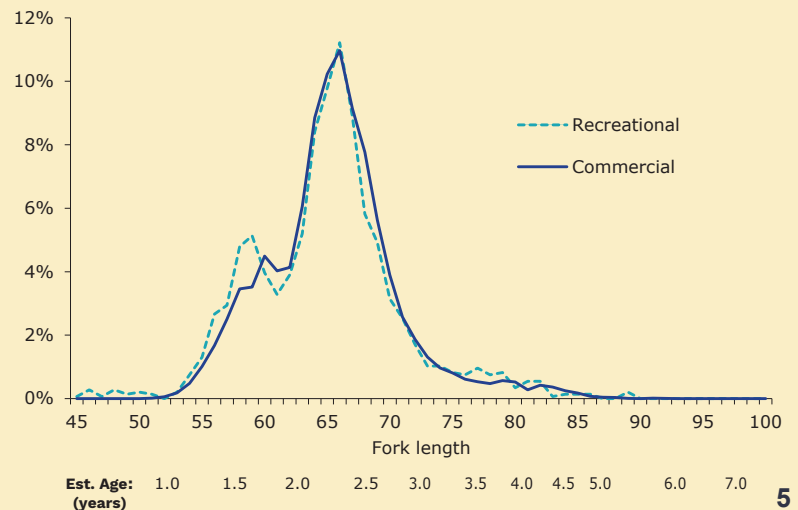 12%
10%
8%
6%
4%
2%
0%
Recreational
Commercial
45 50 55 60 65 70 75 80 85 90 95 100
Fork length
Est. Age: 1.0 1.5 2.0 2.5 3.0 3.5 4.0 4.5 5.0 6.0 7.0
(years)
5